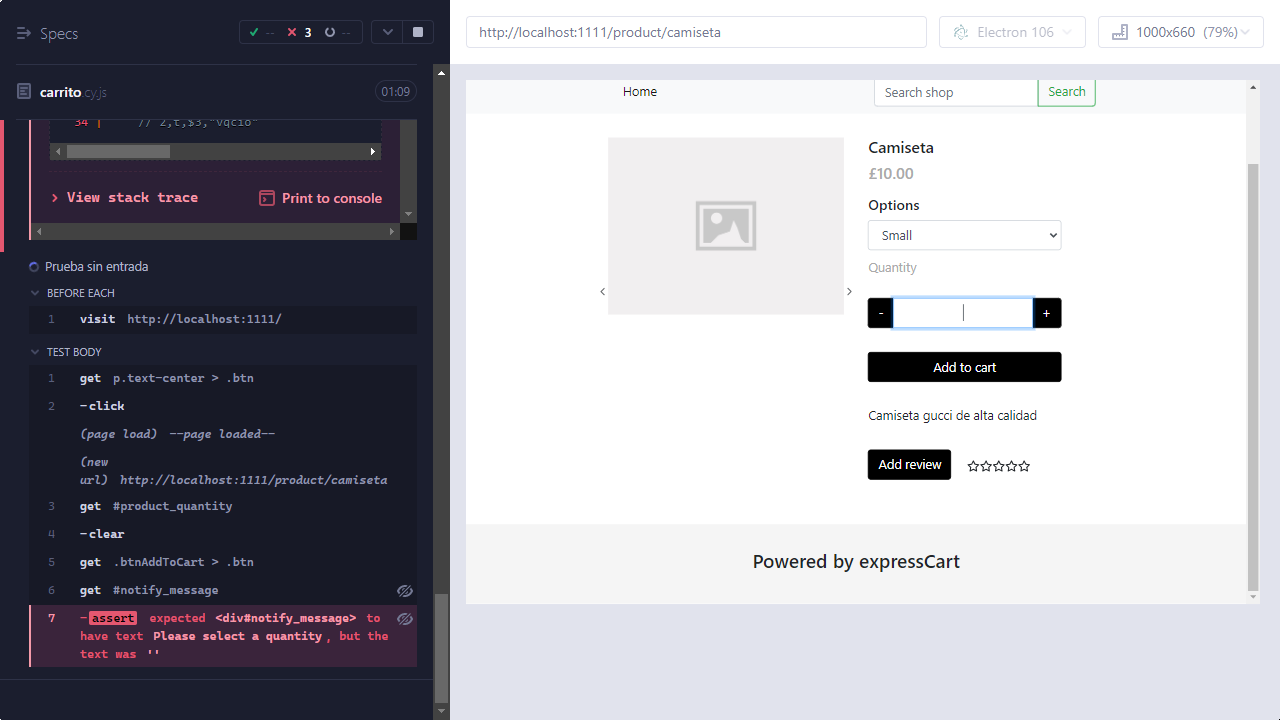 Specs
-- 3 --
carrito cy.js
01:09
34 | // 2,t,$3,"vqcio"
View stack trace
Print to console
Prueba sin entrada
BEFORE EACH
1 visit http://localhost:1111/
TEST BODY
1 get p.text-center > .btn
2 -click
(page load) --page loaded--
(new
url) http://localhost:1111/product/camiseta
3 get #product_quantity
4 -clear
5 get .btnAddToCart > .btn
6 get #notify_message
7 -assert expected <div#notify_message> to
have text Please select a quantity, but the
text was ''
http://localhost:1111/product/camiseta
Electron 106
1000x660 (79%)
Home
Search shop
Search
Camiseta
£10.00
Options
Small
Quantity
- +
Add to cart
Camiseta gucci de alta calidad
Add review
Powered by expressCart